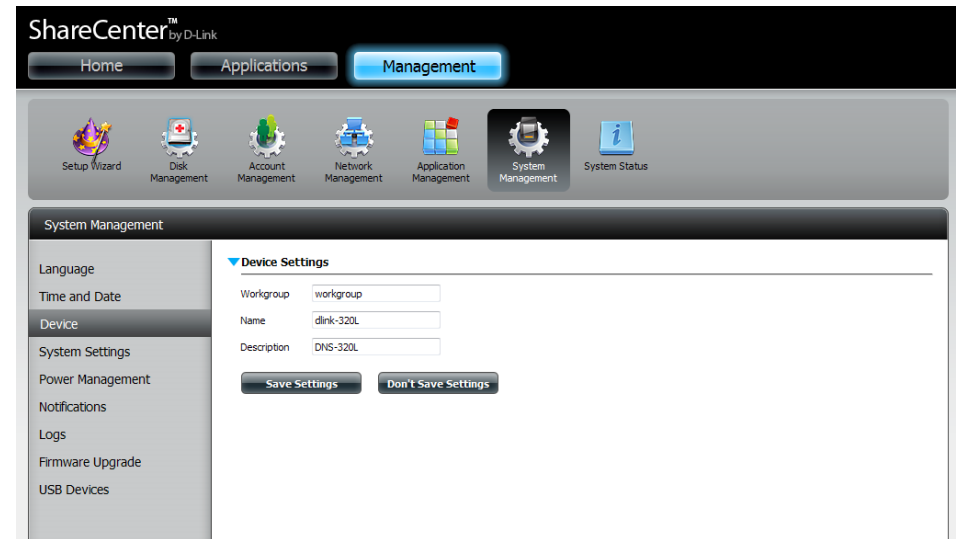 ShareCenter™ by D-Link
Home Applications Management
Setup Wizard
Disk
Management
Account
Management
Network
Management
Application
Management
System
Management
System Status
System Management
Language
Time and Date
Device
System Settings
Power Management
Notifications
Logs
Firmware Upgrade
USB Devices
Device Settings
Workgroup workgroup
Name dlink-320L
Description DNS-320L
Save Settings Don't Save Settings